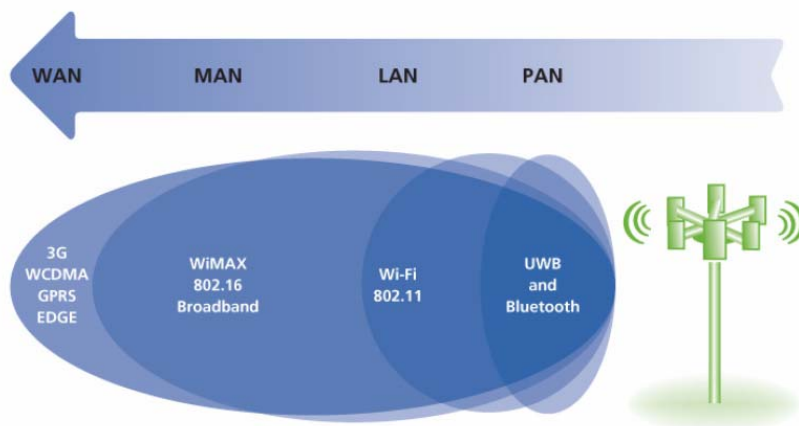 WAN MAN LAN PAN
3G
WCDMA
GPRS
EDGE
WiMAX
802.16
Broadband
Wi-Fi
802.11
UWB
and
Bluetooth